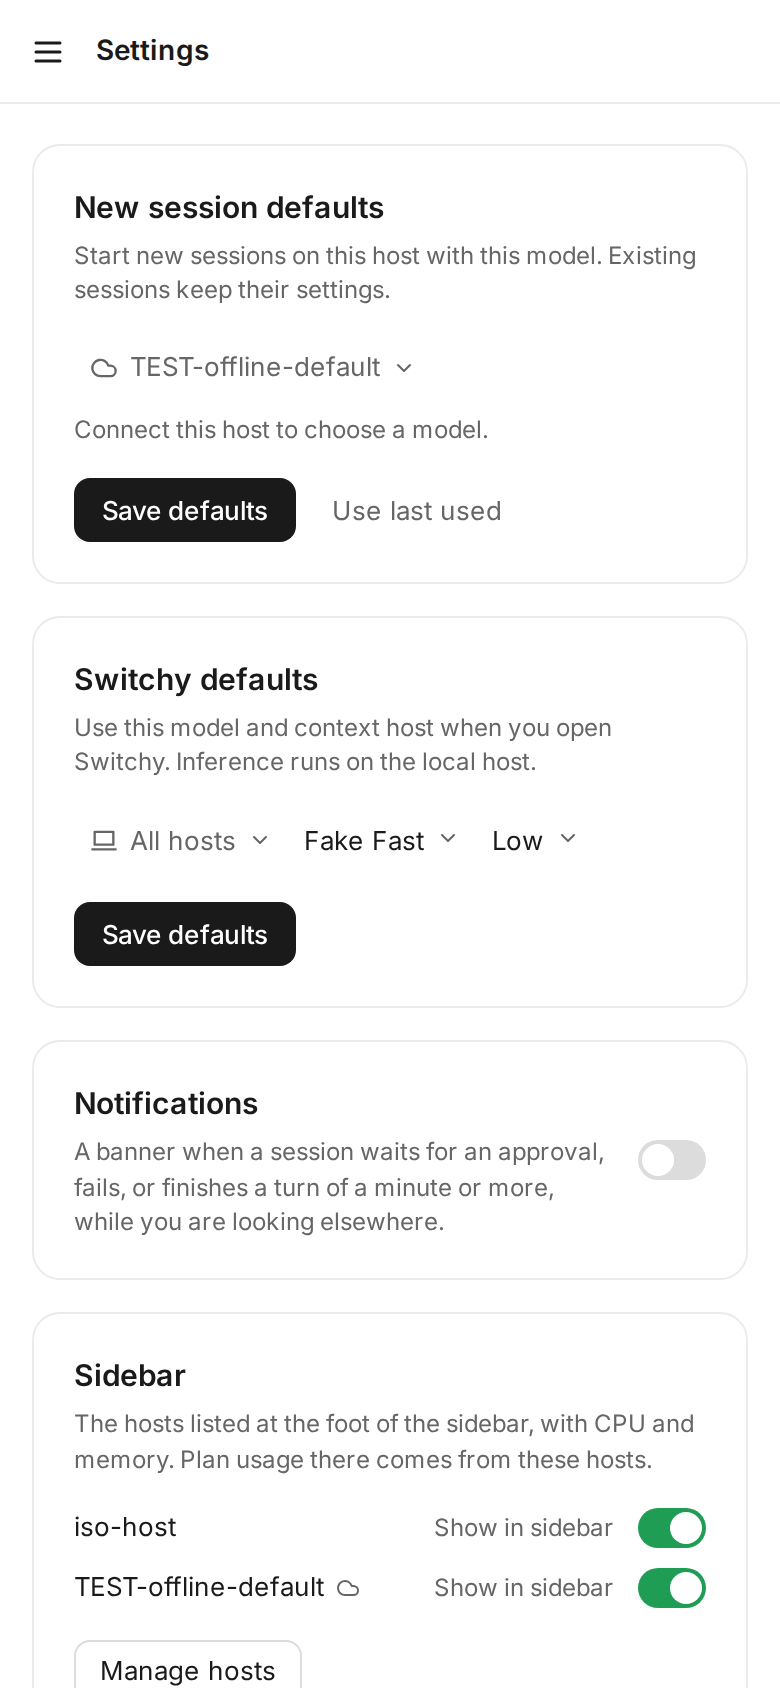 Settings
New session defaults
Start new sessions on this host with this model. Existing
sessions keep their settings.
TEST-offline-default
Connect this host to choose a model.
Save defaults Use last used
Switchy defaults
Use this model and context host when you open
Switchy. Inference runs on the local host.
All hosts Fake Fast Low
Save defaults
Notifications
A banner when a session waits for an approval,
fails, or finishes a turn of a minute or more,
while you are looking elsewhere.
Sidebar
The hosts listed at the foot of the sidebar, with CPU and
memory. Plan usage there comes from these hosts.
iso-host Show in sidebar
TEST-offline-default Show in sidebar
Manage hosts